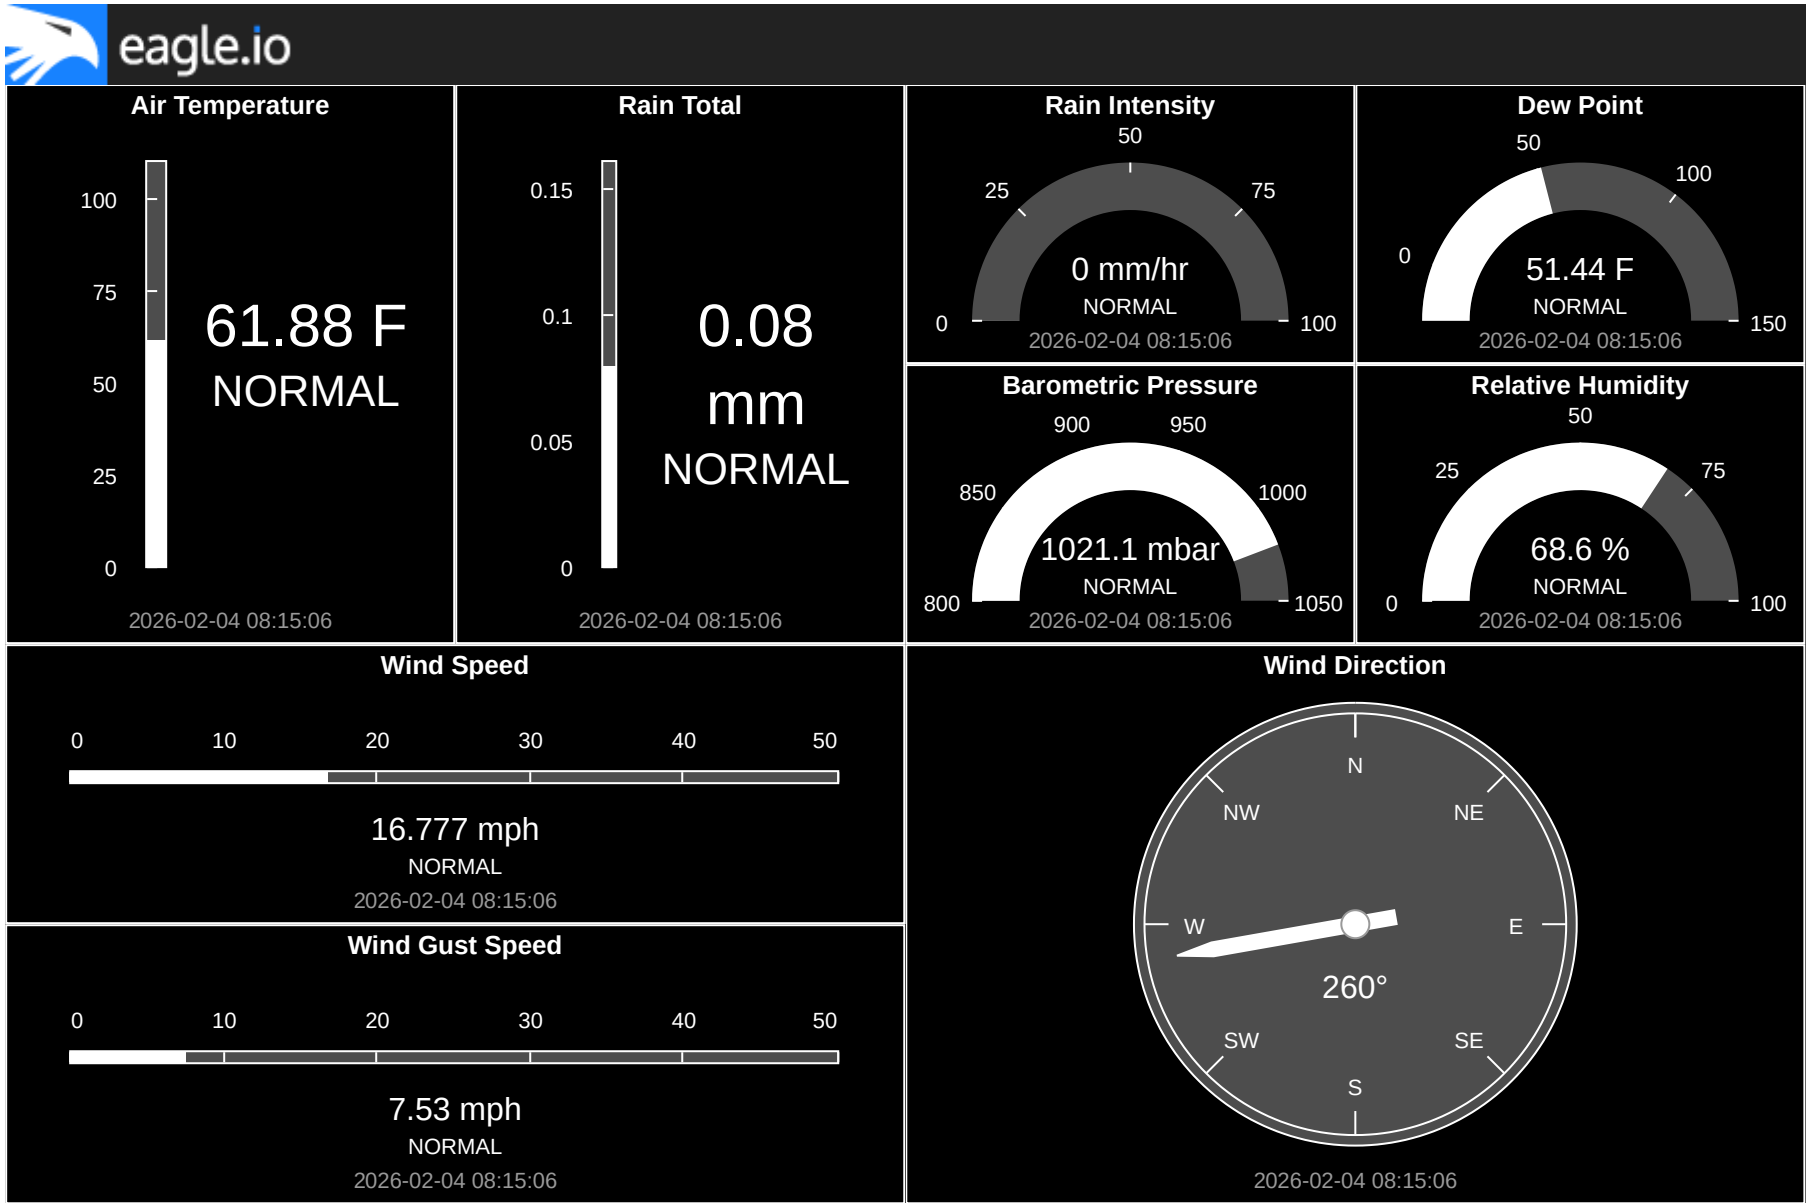 eagle.io
Air Temperature
100
75
50
25
0
61.88 F
NORMAL
2026-02-04 08:15:06
Rain Total
0.15
0.1
0.05
0
0.08
mm
NORMAL
2026-02-04 08:15:06
Rain Intensity
0
25
50
75
100
0 mm/hr
NORMAL
2026-02-04 08:15:06
Dew Point
0
50
100
150
51.44 F
NORMAL
2026-02-04 08:15:06
Barometric Pressure
800
850
900
950
1000
1050
1021.1 mbar
NORMAL
2026-02-04 08:15:06
Relative Humidity
0
25
50
75
100
68.6 %
NORMAL
2026-02-04 08:15:06
Wind Speed
0 10 20 30 40 50
16.777 mph
NORMAL
2026-02-04 08:15:06
Wind Gust Speed
0 10 20 30 40 50
7.53 mph
NORMAL
2026-02-04 08:15:06
Wind Direction
N
NW NE
W E
260°
SW SE
S
2026-02-04 08:15:06